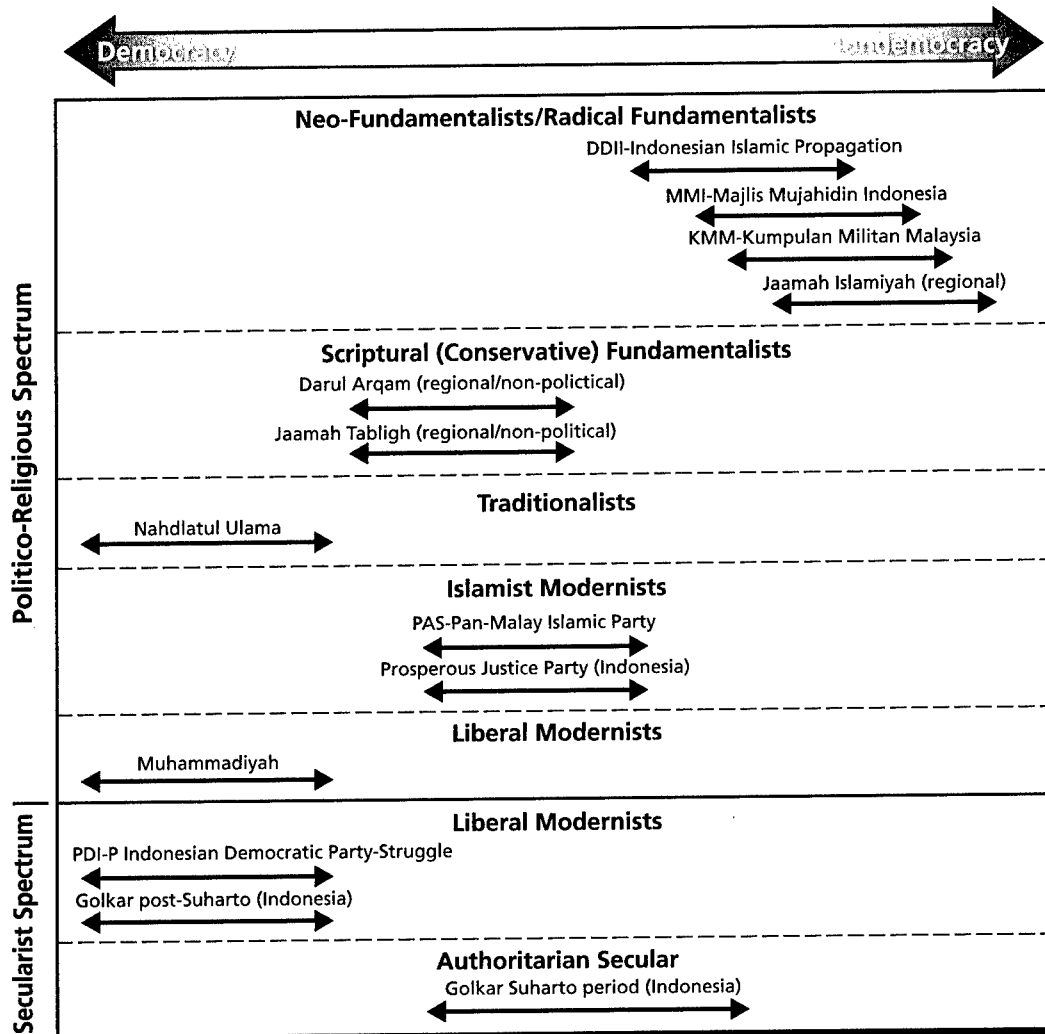 Democracy
Nondemocracy
Politico-Religious Spectrum
Neo-Fundamentalists/Radical Fundamentalists
DDII-Indonesian Islamic Propagation
MMI-Majlis Mujahidin Indonesia
KMM-Kumpulan Militan Malaysia
Jaamah Islamiyah (regional)
Scriptural (Conservative) Fundamentalists
Darul Arqam (regional/non-polictical)
Jaamah Tabligh (regional/non-political)
Traditionalists
Nahdlatul Ulama
Islamist Modernists
PAS-Pan-Malay Islamic Party
Prosperous Justice Party (Indonesia)
Liberal Modernists
Muhammadiyah
Secularist Spectrum
Liberal Modernists
PDI-P Indonesian Democratic Party-Struggle
Golkar post-Suharto (Indonesia)
Authoritarian Secular
Golkar Suharto period (Indonesia)